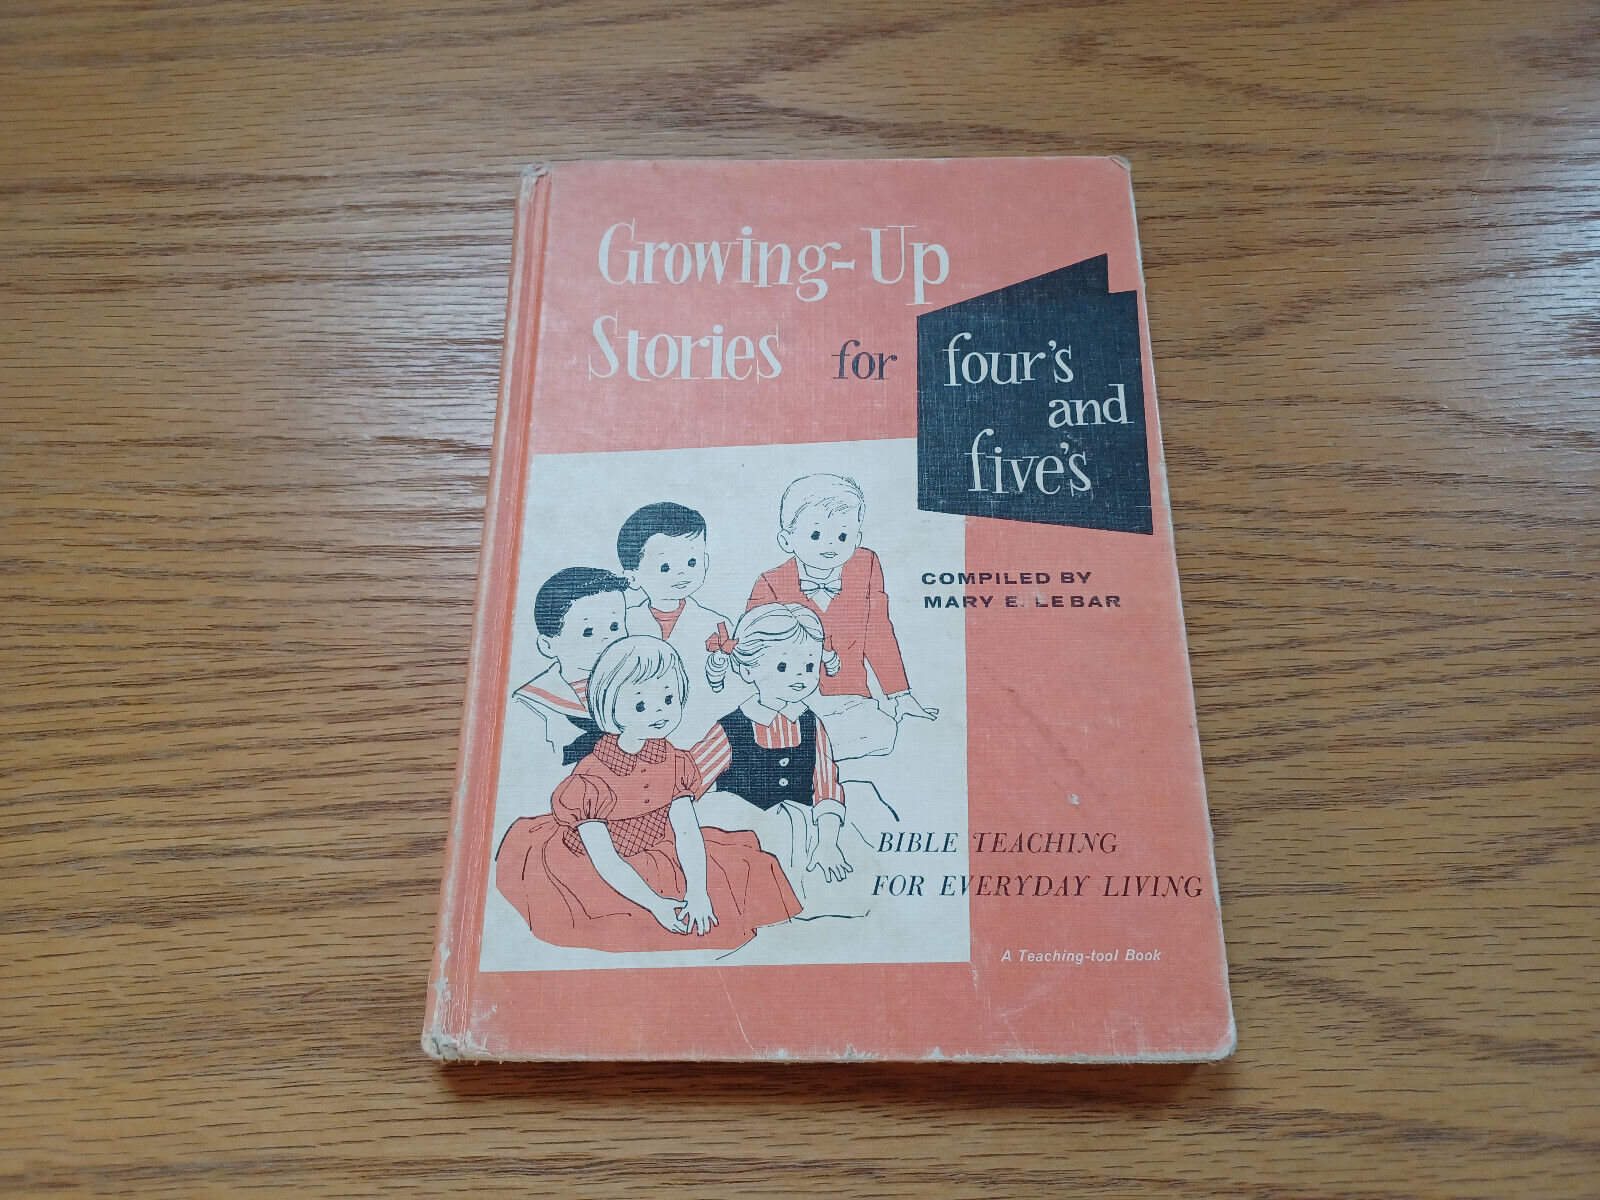 Growing-Up
Stories for four's
and
five's
COMPILED BY
MARY E. LEBAR
BIBLE TEACHING
FOR EVERYDAY LIVING
A Teaching-tool Book